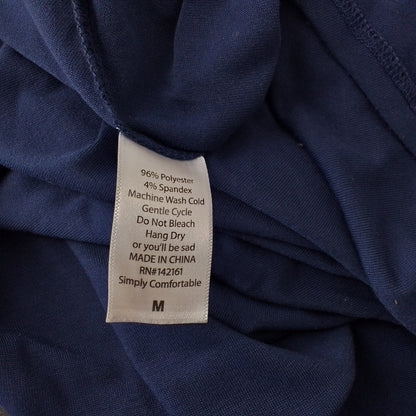 96% Polyester
4% Spandex
Machine Wash Cold
Gentle Cycle
Do Not Bleach
Hang Dry
or you'll be sad
MADE IN CHINA
RN#142161
Simply Comfortable
M